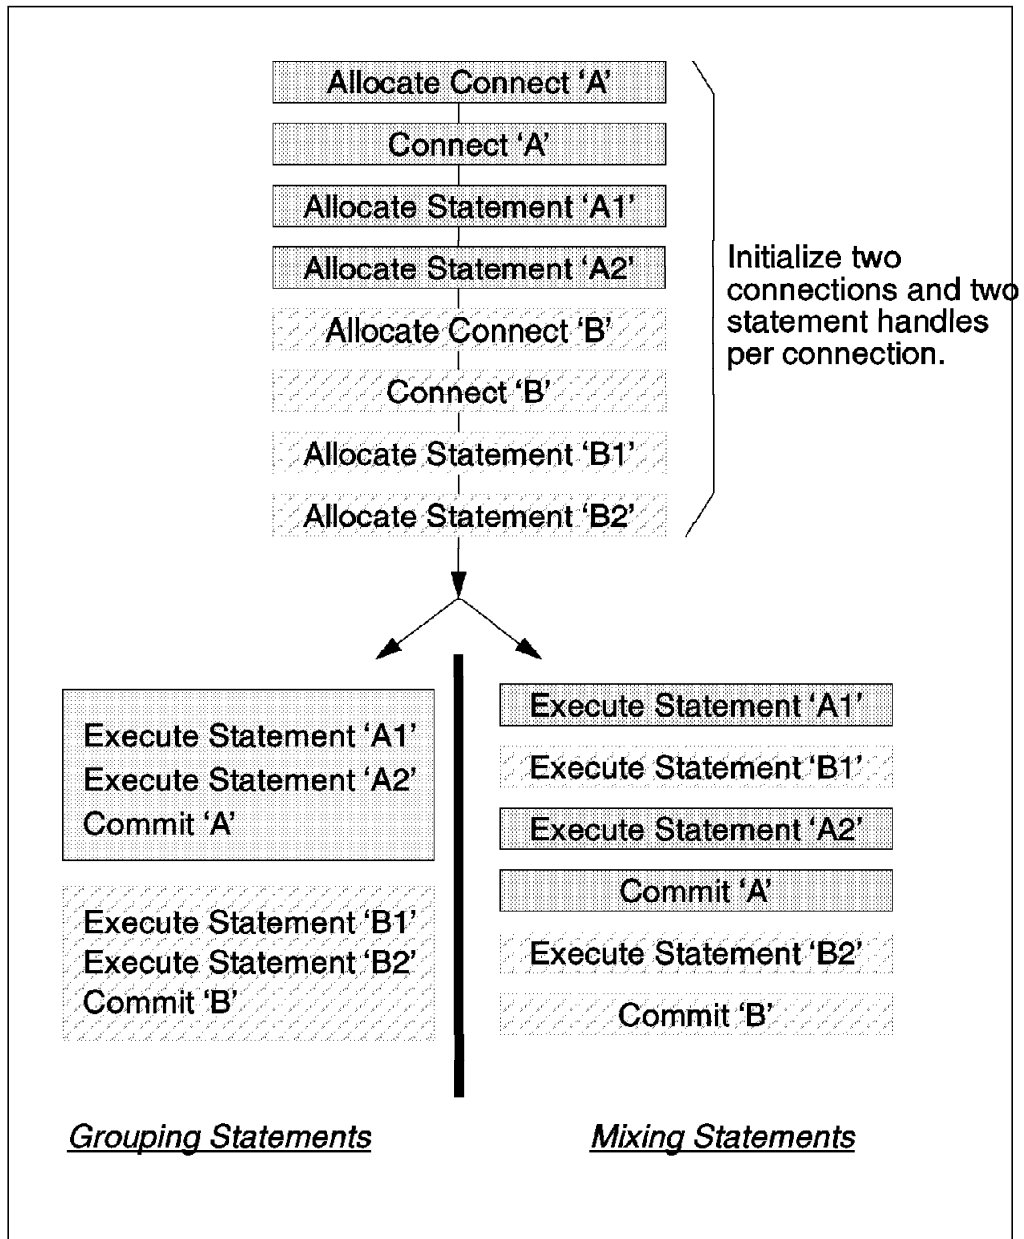 Allocate Connect ‘A’
Connect ‘A’
Allocate Statement ‘A1’
Allocate Statement ‘A2’
Allocate Connect ‘B’
Connect ‘B’
Allocate Statement ‘B1’
Allocate Statement ‘B2’
Initialize two
connections and two
statement handles
per connection.
Execute Statement ‘A1’
Execute Statement ‘A2’
Commit ‘A’
Execute Statement ‘B1’
Execute Statement ‘B2’
Commit ‘B’
Grouping Statements
Execute Statement ‘A1’
Execute Statement ‘B1’
Execute Statement ‘A2’
Commit ‘A’
Execute Statement ‘B2’
Commit ‘B’
Mixing Statements